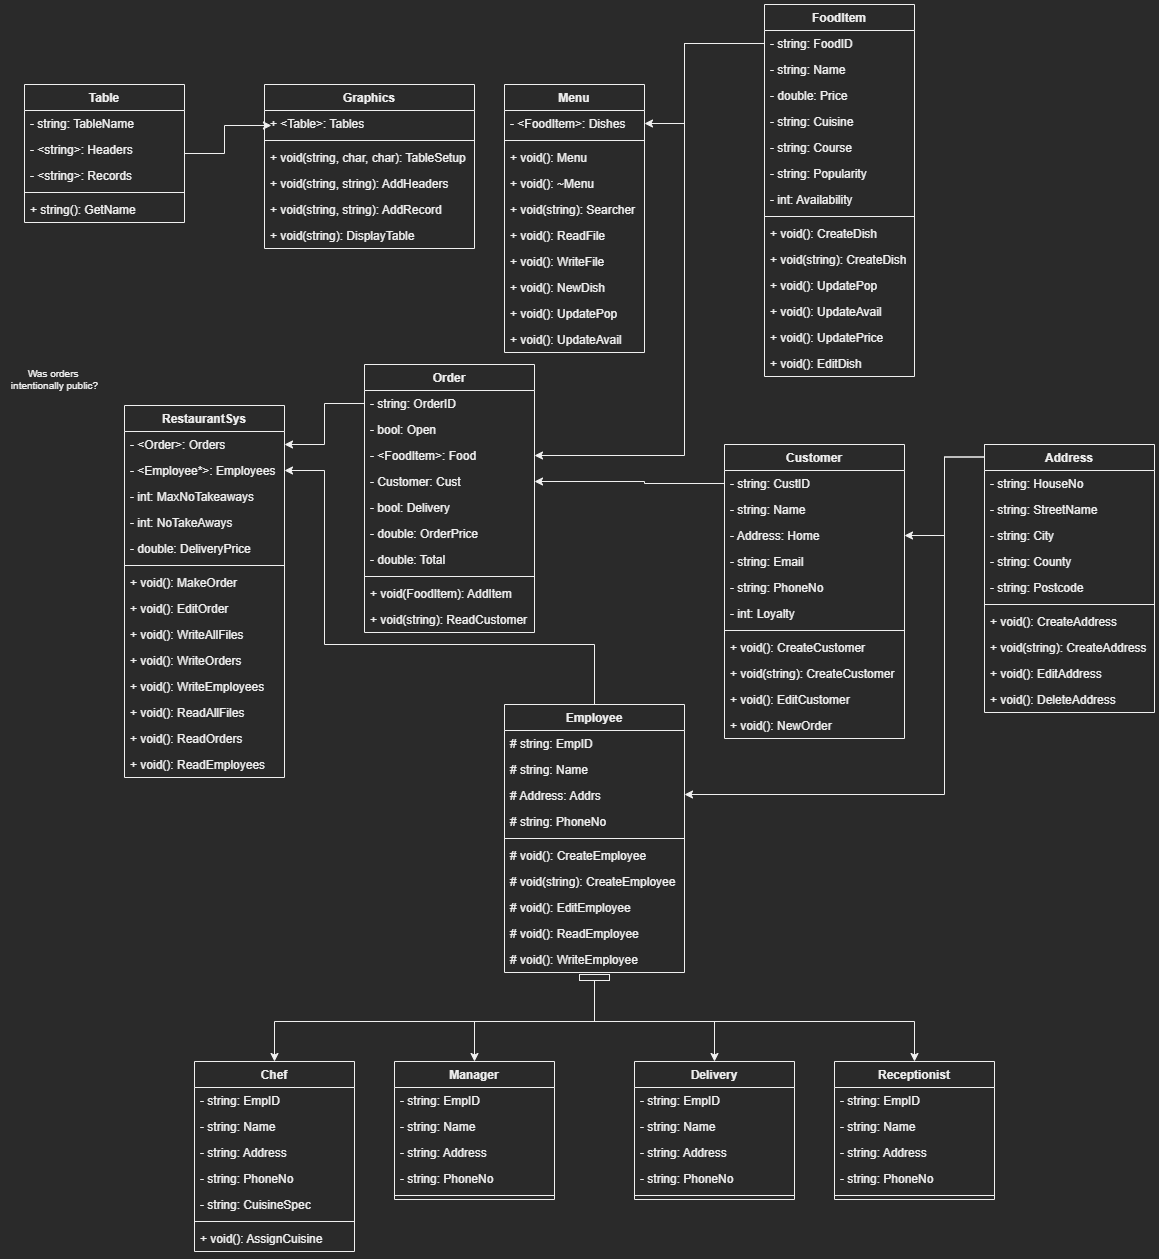 FoodItem
- string: FoodID
- string: Name
- double: Price
- string: Cuisine
- string: Course
- string: Popularity
- int: Availability
+ void(): CreateDish
+ void(string): CreateDish
+ void(): UpdatePop
+ void(): UpdateAvail
+ void(): UpdatePrice
+ void(): EditDish
Table
- string: TableName
- <string>: Headers
- <string>: Records
+ string(): GetName
Graphics
+ <Table>: Tables
+ void(string, char, char): TableSetup
+ void(string, string): AddHeaders
+ void(string, string): AddRecord
+ void(string): DisplayTable
Menu
- <FoodItem>: Dishes
+ void(): Menu
+ void(): ~Menu
+ void(string): Searcher
+ void(): ReadFile
+ void(): WriteFile
+ void(): NewDish
+ void(): UpdatePop
+ void(): UpdateAvail
Was orders
intentionally public?
RestaurantSys
- <Order>: Orders
- <Employee*>: Employees
- int: MaxNoTakeaways
- int: NoTakeAways
- double: DeliveryPrice
+ void(): MakeOrder
+ void(): EditOrder
+ void(): WriteAllFiles
+ void(): WriteOrders
+ void(): WriteEmployees
+ void(): ReadAllFiles
+ void(): ReadOrders
+ void(): ReadEmployees
Order
- string: OrderID
- bool: Open
- <FoodItem>: Food
- Customer: Cust
- bool: Delivery
- double: OrderPrice
- double: Total
+ void(FoodItem): AddItem
+ void(string): ReadCustomer
Customer
- string: CustID
- string: Name
- Address: Home
- string: Email
- string: PhoneNo
- int: Loyalty
+ void(): CreateCustomer
+ void(string): CreateCustomer
+ void(): EditCustomer
+ void(): NewOrder
Address
- string: HouseNo
- string: StreetName
- string: City
- string: County
- string: Postcode
+ void(): CreateAddress
+ void(string): CreateAddress
+ void(): EditAddress
+ void(): DeleteAddress
Employee
# string: EmpID
# string: Name
# Address: Addrs
# string: PhoneNo
# void(): CreateEmployee
# void(string): CreateEmployee
# void(): EditEmployee
# void(): ReadEmployee
# void(): WriteEmployee
Chef
- string: EmpID
- string: Name
- string: Address
- string: PhoneNo
- string: CuisineSpec
+ void(): AssignCuisine
Manager
- string: EmpID
- string: Name
- string: Address
- string: PhoneNo
Delivery
- string: EmpID
- string: Name
- string: Address
- string: PhoneNo
Receptionist
- string: EmpID
- string: Name
- string: Address
- string: PhoneNo